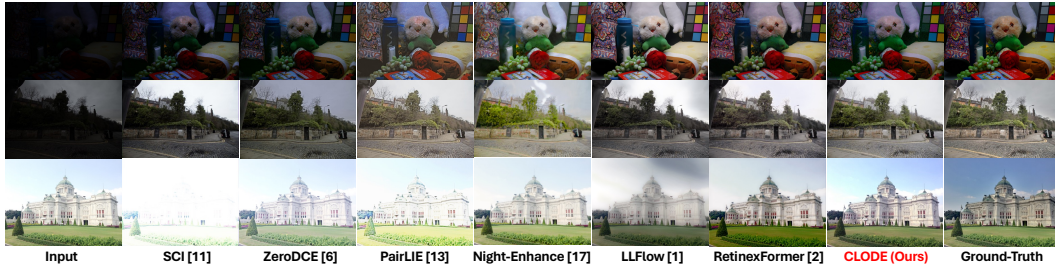 Input SCI [11] ZeroDCE [6] PairLIE [13] Night-Enhance [17] LLFlow [1] RetinexFormer [2] CLODE (Ours) Ground-Truth